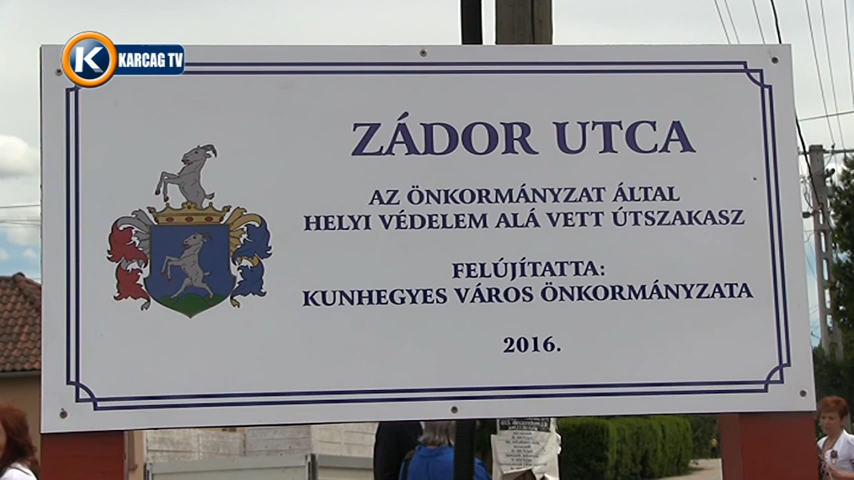 K KARCAG TV
ZÁDOR UTCA
AZ ÖNKORMÁNYZAT ÁLTAL
HELYI VÉDELEM ALÁ VETT ÚTSZAKASZ
FELÚJÍTATTA:
KUNHEGYES VÁROS ÖNKORMÁNYZATA
2016.